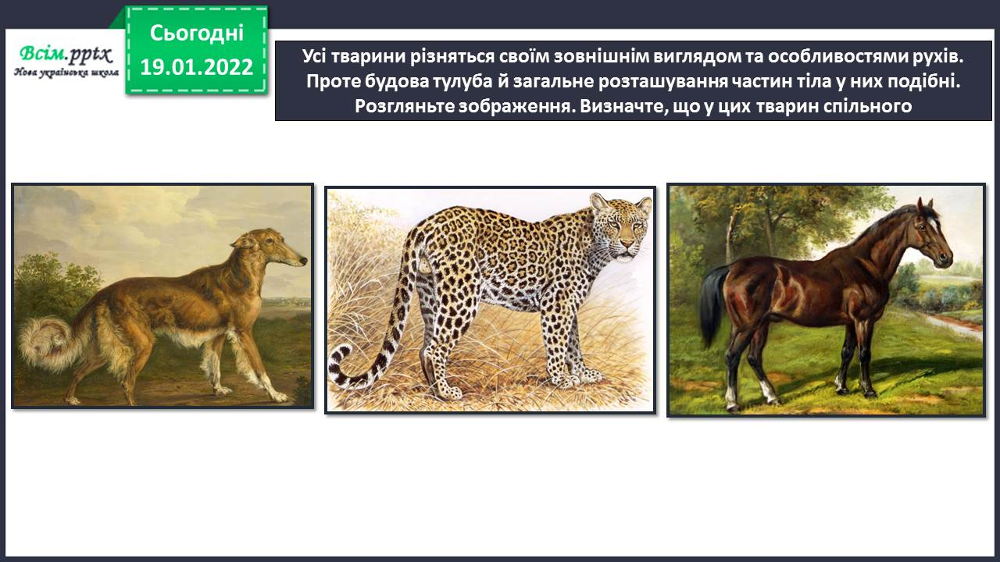 Сьогодні
19.01.2022
Всім.pptx
Нова українська школа
Усі тварини різняться своїм зовнішнім виглядом та особливостями рухів.
Проте будова тулуба й загальне розташування частин тіла у них подібні.
Розгляньте зображення. Визначте, що у цих тварин спільного